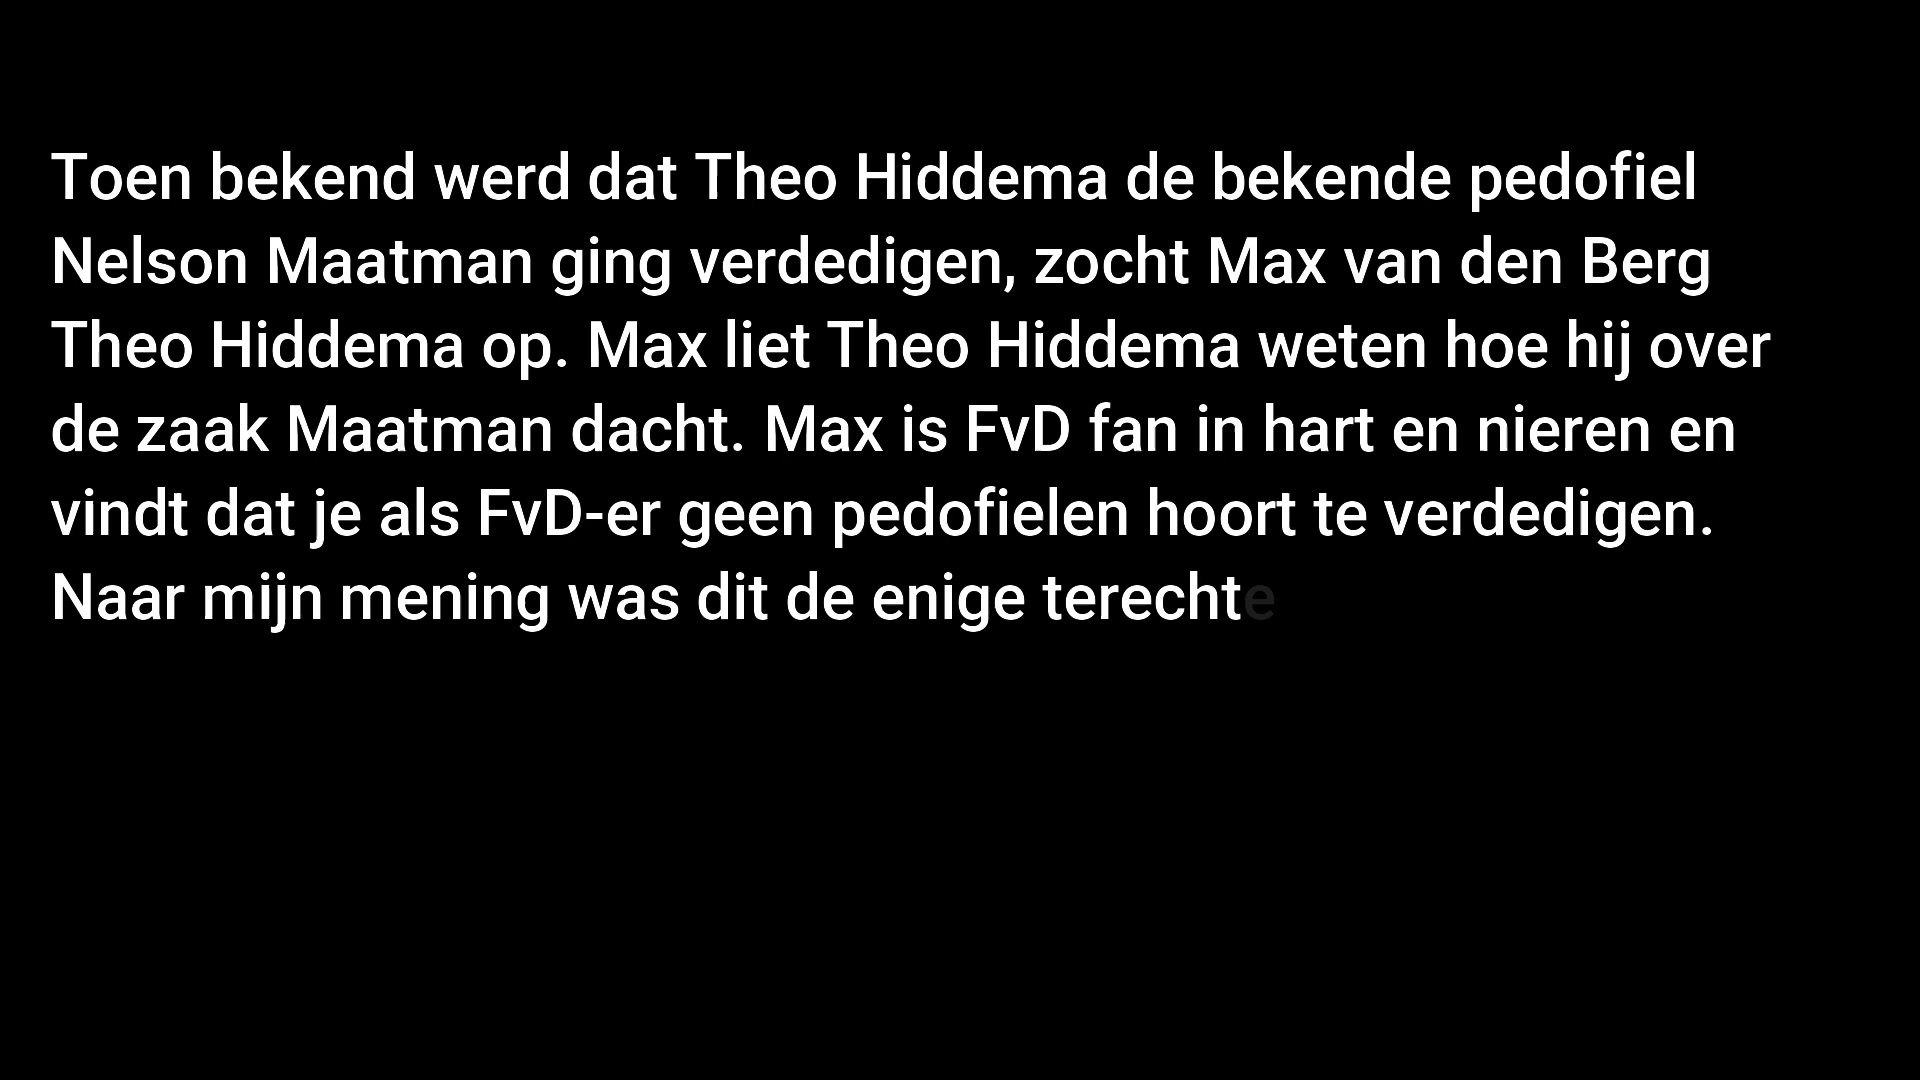 Toen bekend werd dat Theo Hiddema de bekende pedofiel
Nelson Maatman ging verdedigen, zocht Max van den Berg
Theo Hiddema op. Max liet Theo Hiddema weten hoe hij over
de zaak Maatman dacht. Max is FvD fan in hart en nieren en
vindt dat je als FvD-er geen pedofielen hoort te verdedigen.
Naar mijn mening was dit de enige terechte